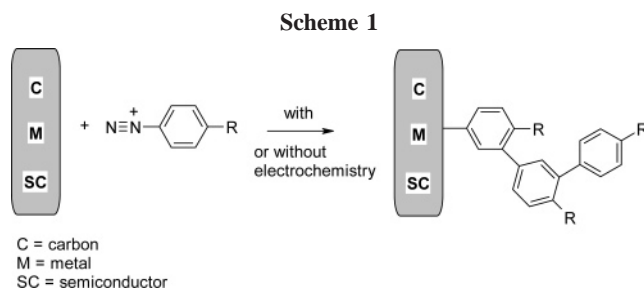 Scheme 1
C
M
SC
+
N≡N
+
R
with
or without
electrochemistry
C
M
SC
R
R
R
C = carbon
M = metal
SC = semiconductor